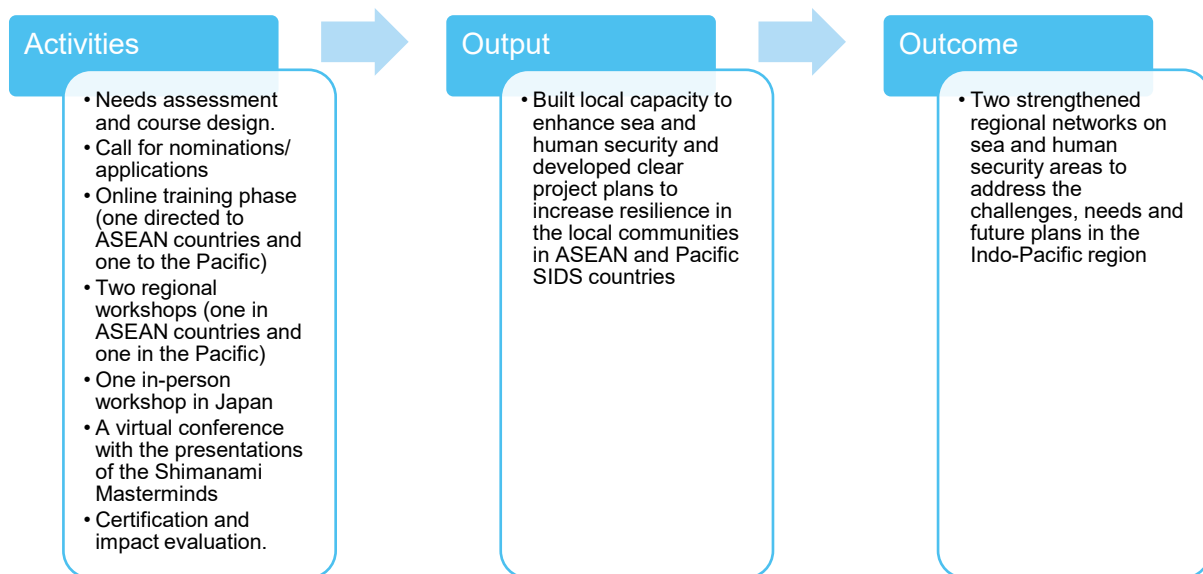 Activities
• Needs assessment
and course design.
• Call for nominations/
applications
• Online training phase
(one directed to
ASEAN countries and
one to the Pacific)
• Two regional
workshops (one in
ASEAN countries and
one in the Pacific)
• One in-person
workshop in Japan
• A virtual conference
with the presentations
of the Shimanami
Masterminds
• Certification and
impact evaluation.
Output
• Built local capacity to
enhance sea and
human security and
developed clear
project plans to
increase resilience in
the local communities
in ASEAN and Pacific
SIDS countries
Outcome
• Two strengthened
regional networks on
sea and human
security areas to
address the
challenges, needs and
future plans in the
Indo-Pacific region